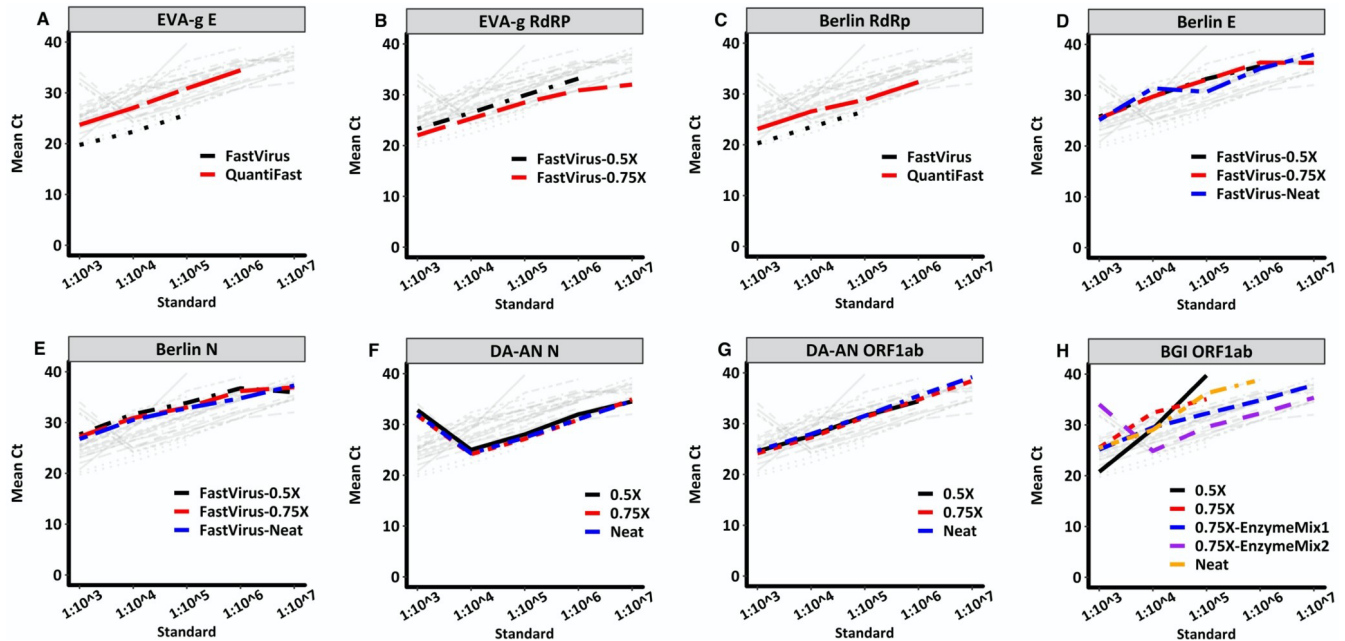 A
EVA-g E
Mean Ct
40
30
20
10
0
FastVirus
QuantiFast
1:10^3
1:10^4
1:10^5
1:10^6
1:10^7
Standard
B
EVA-g RdRP
Mean Ct
40
30
20
10
0
FastVirus-0.5X
FastVirus-0.75X
1:10^3
1:10^4
1:10^5
1:10^6
1:10^7
Standard
C
Berlin RdRp
Mean Ct
40
30
20
10
0
FastVirus
QuantiFast
1:10^3
1:10^4
1:10^5
1:10^6
1:10^7
Standard
D
Berlin E
Mean Ct
40
30
20
10
0
FastVirus-0.5X
FastVirus-0.75X
FastVirus-Neat
1:10^3
1:10^4
1:10^5
1:10^6
1:10^7
Standard
E
Berlin N
Mean Ct
40
30
20
10
0
FastVirus-0.5X
FastVirus-0.75X
FastVirus-Neat
1:10^3
1:10^4
1:10^5
1:10^6
1:10^7
Standard
F
DA-AN N
Mean Ct
40
30
20
10
0
0.5X
0.75X
Neat
1:10^3
1:10^4
1:10^5
1:10^6
1:10^7
Standard
G
DA-AN ORF1ab
Mean Ct
40
30
20
10
0
0.5X
0.75X
Neat
1:10^3
1:10^4
1:10^5
1:10^6
1:10^7
Standard
H
BGI ORF1ab
Mean Ct
40
30
20
10
0
0.5X
0.75X
0.75X-EnzymeMix1
0.75X-EnzymeMix2
Neat
1:10^3
1:10^4
1:10^5
1:10^6
1:10^7
Standard